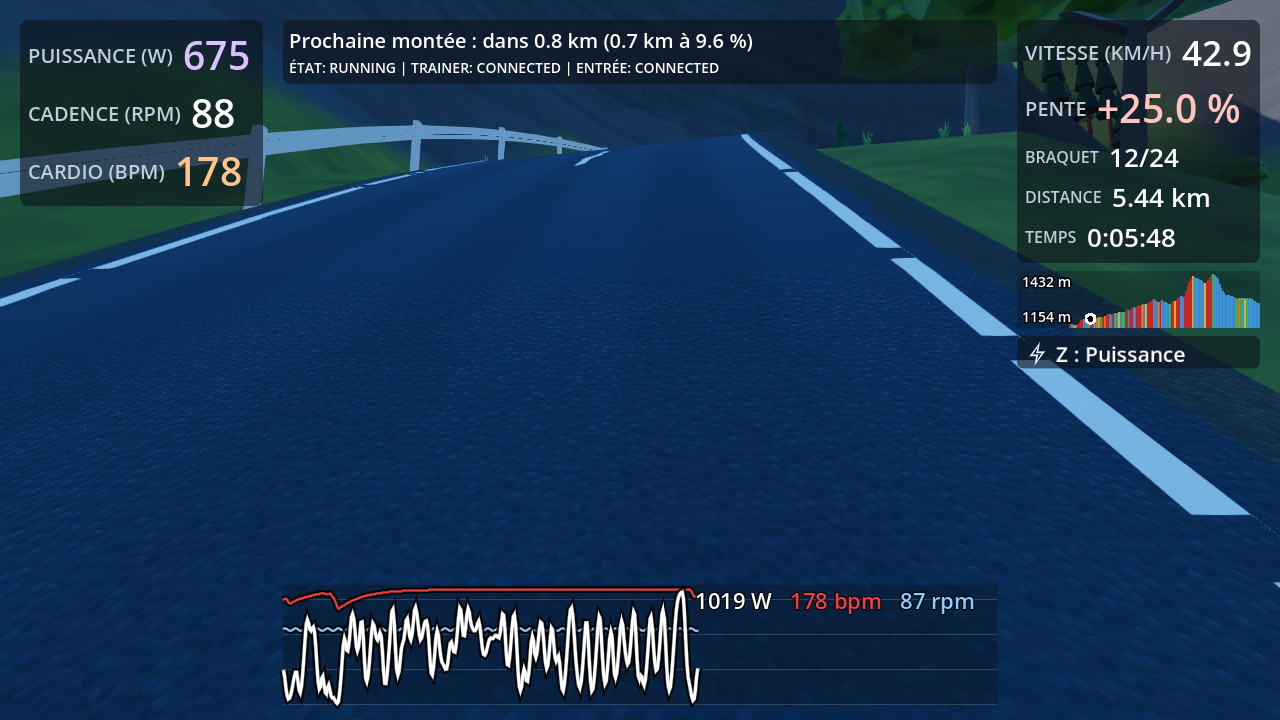 PUISSANCE (W) 675
CADENCE (RPM) 88
CARDIO (BPM) 178
Prochaine montée : dans 0.8 km (0.7 km à 9.6 %)
ÉTAT: RUNNING | TRAINER: CONNECTED | ENTRÉE: CONNECTED
VITESSE (KM/H) 42.9
PENTE +25.0 %
BRAQUET 12/24
DISTANCE 5.44 km
TEMPS 0:05:48
1432 m
1154 m
Z : Puissance
1019 W 178 bpm 87 rpm